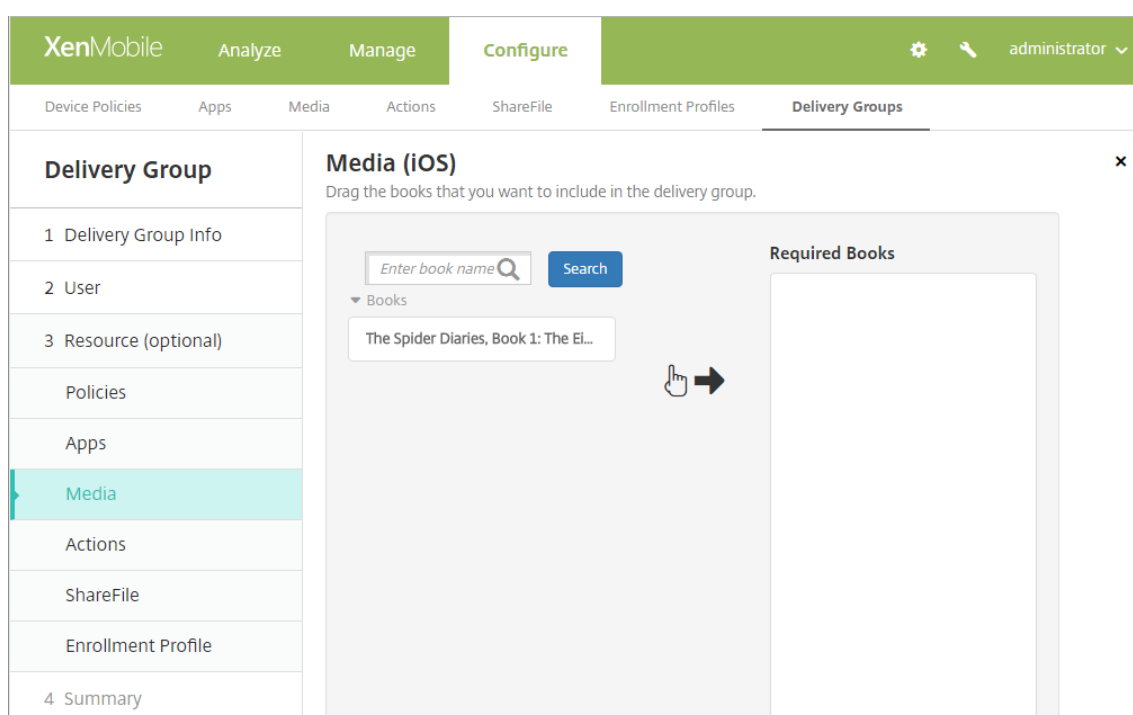 XenMobile Analyze Manage Configure administrator
Device Policies Apps Media Actions ShareFile Enrollment Profiles Delivery Groups
Delivery Group
1 Delivery Group Info
2 User
3 Resource (optional)
Policies
Apps
Media
Actions
ShareFile
Enrollment Profile
4 Summary
Media (iOS)
Drag the books that you want to include in the delivery group.
Enter book name Search
Books
The Spider Diaries, Book 1: The Ei...
Required Books